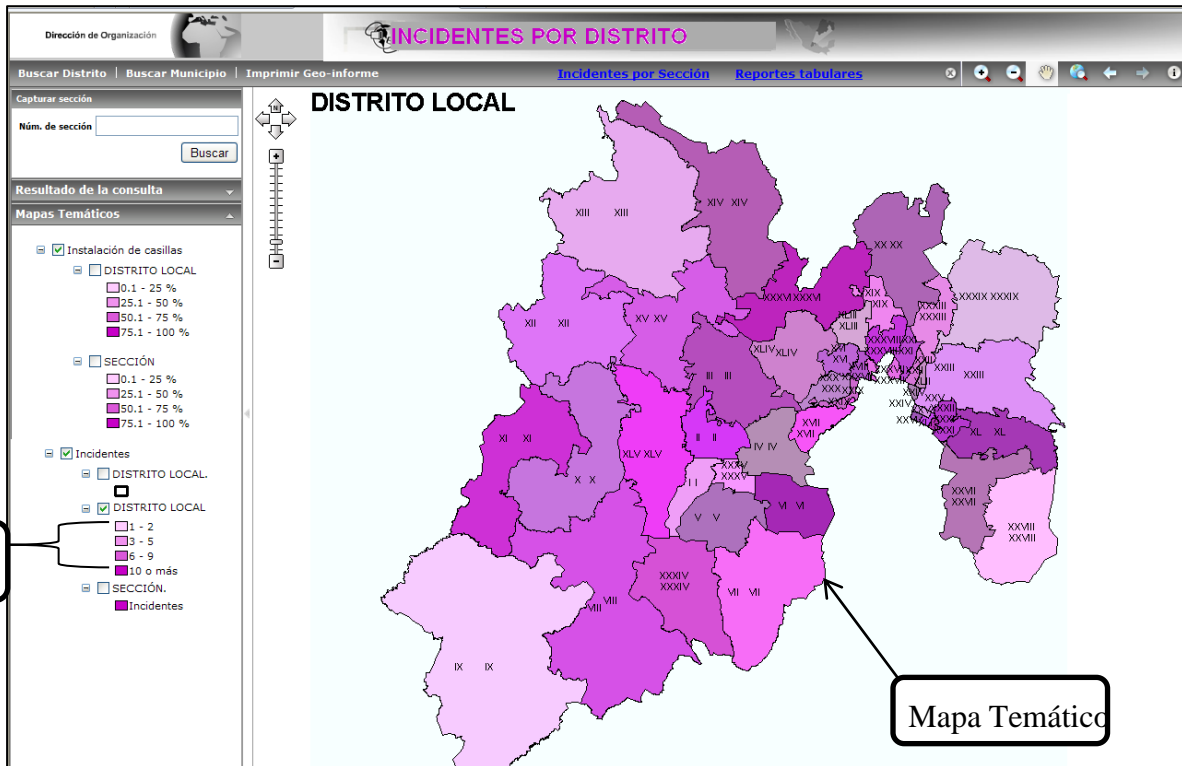 Dirección de Organización
INCIDENTES POR DISTRITO
Buscar Distrito | Buscar Municipio | Imprimir Geo-informe
Incidentes por Sección
Reportes tabulares
Capturar sección
Núm. de sección
Buscar
Resultado de la consulta
Mapas Temáticos
Instalación de casillas
DISTRITO LOCAL
0.1 - 25 %
25.1 - 50 %
50.1 - 75 %
75.1 - 100 %
SECCIÓN
0.1 - 25 %
25.1 - 50 %
50.1 - 75 %
75.1 - 100 %
Incidentes
DISTRITO LOCAL.
DISTRITO LOCAL
1 - 2
3 - 5
6 - 9
10 o más
SECCIÓN.
Incidentes
DISTRITO LOCAL
N
XIII XIII
XIV XIV
XX XX
XXXVI XXXVI
XIX
XXXIII
XXXIII
XXXIX XXXIX
XII XII
XV XV
XLIII
XLIII
XLIV XLIV
III III
XXIII
XXIII
XI XI
XLV XLV
II II
IV IV
XVII
XVII
XL XL
X X
I I
XXXV
XXXV
V V
VI VI
XXVII
XXVII
XXVIII
XXVIII
XXXIV
XXXIV
VII VII
VIII
VIII
IX IX
Mapa Temático